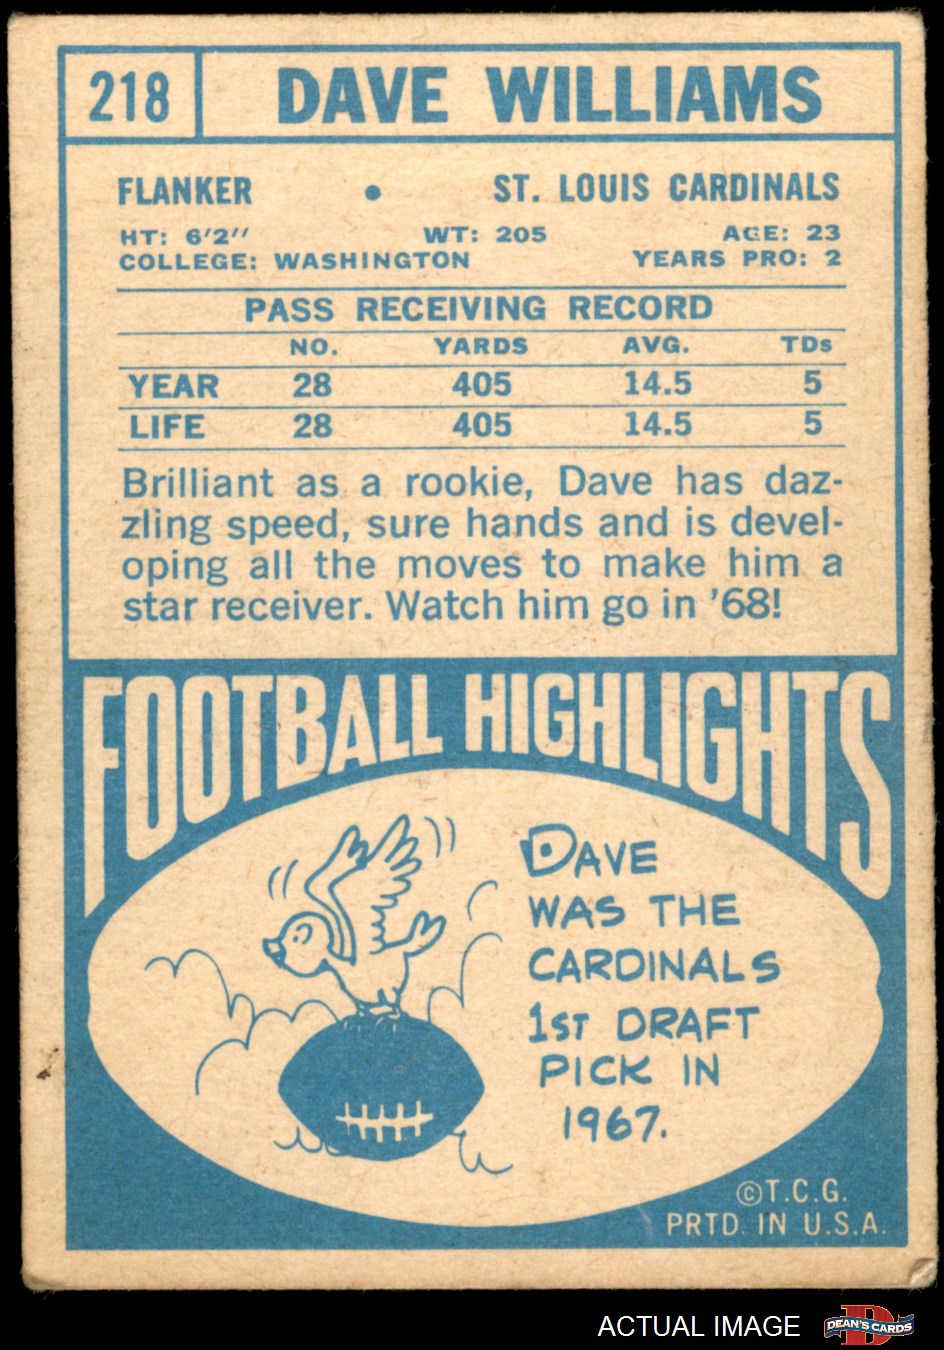 218 DAVE WILLIAMS
FLANKER • ST. LOUIS CARDINALS
HT: 6'2" WT: 205 AGE: 23
COLLEGE: WASHINGTON YEARS PRO: 2
PASS RECEIVING RECORD
NO. YARDS AVG. TDs
YEAR 28 405 14.5 5
LIFE 28 405 14.5 5
Brilliant as a rookie, Dave has daz-
zling speed, sure hands and is devel-
oping all the moves to make him a
star receiver. Watch him go in '68!
FOOTBALL HIGHLIGHTS
DAVE
WAS THE
CARDINALS
1ST DRAFT
PICK IN
1967.
©T.C.G.
PRTD. IN U.S.A.
ACTUAL IMAGE
D
DEAN'S CARDS